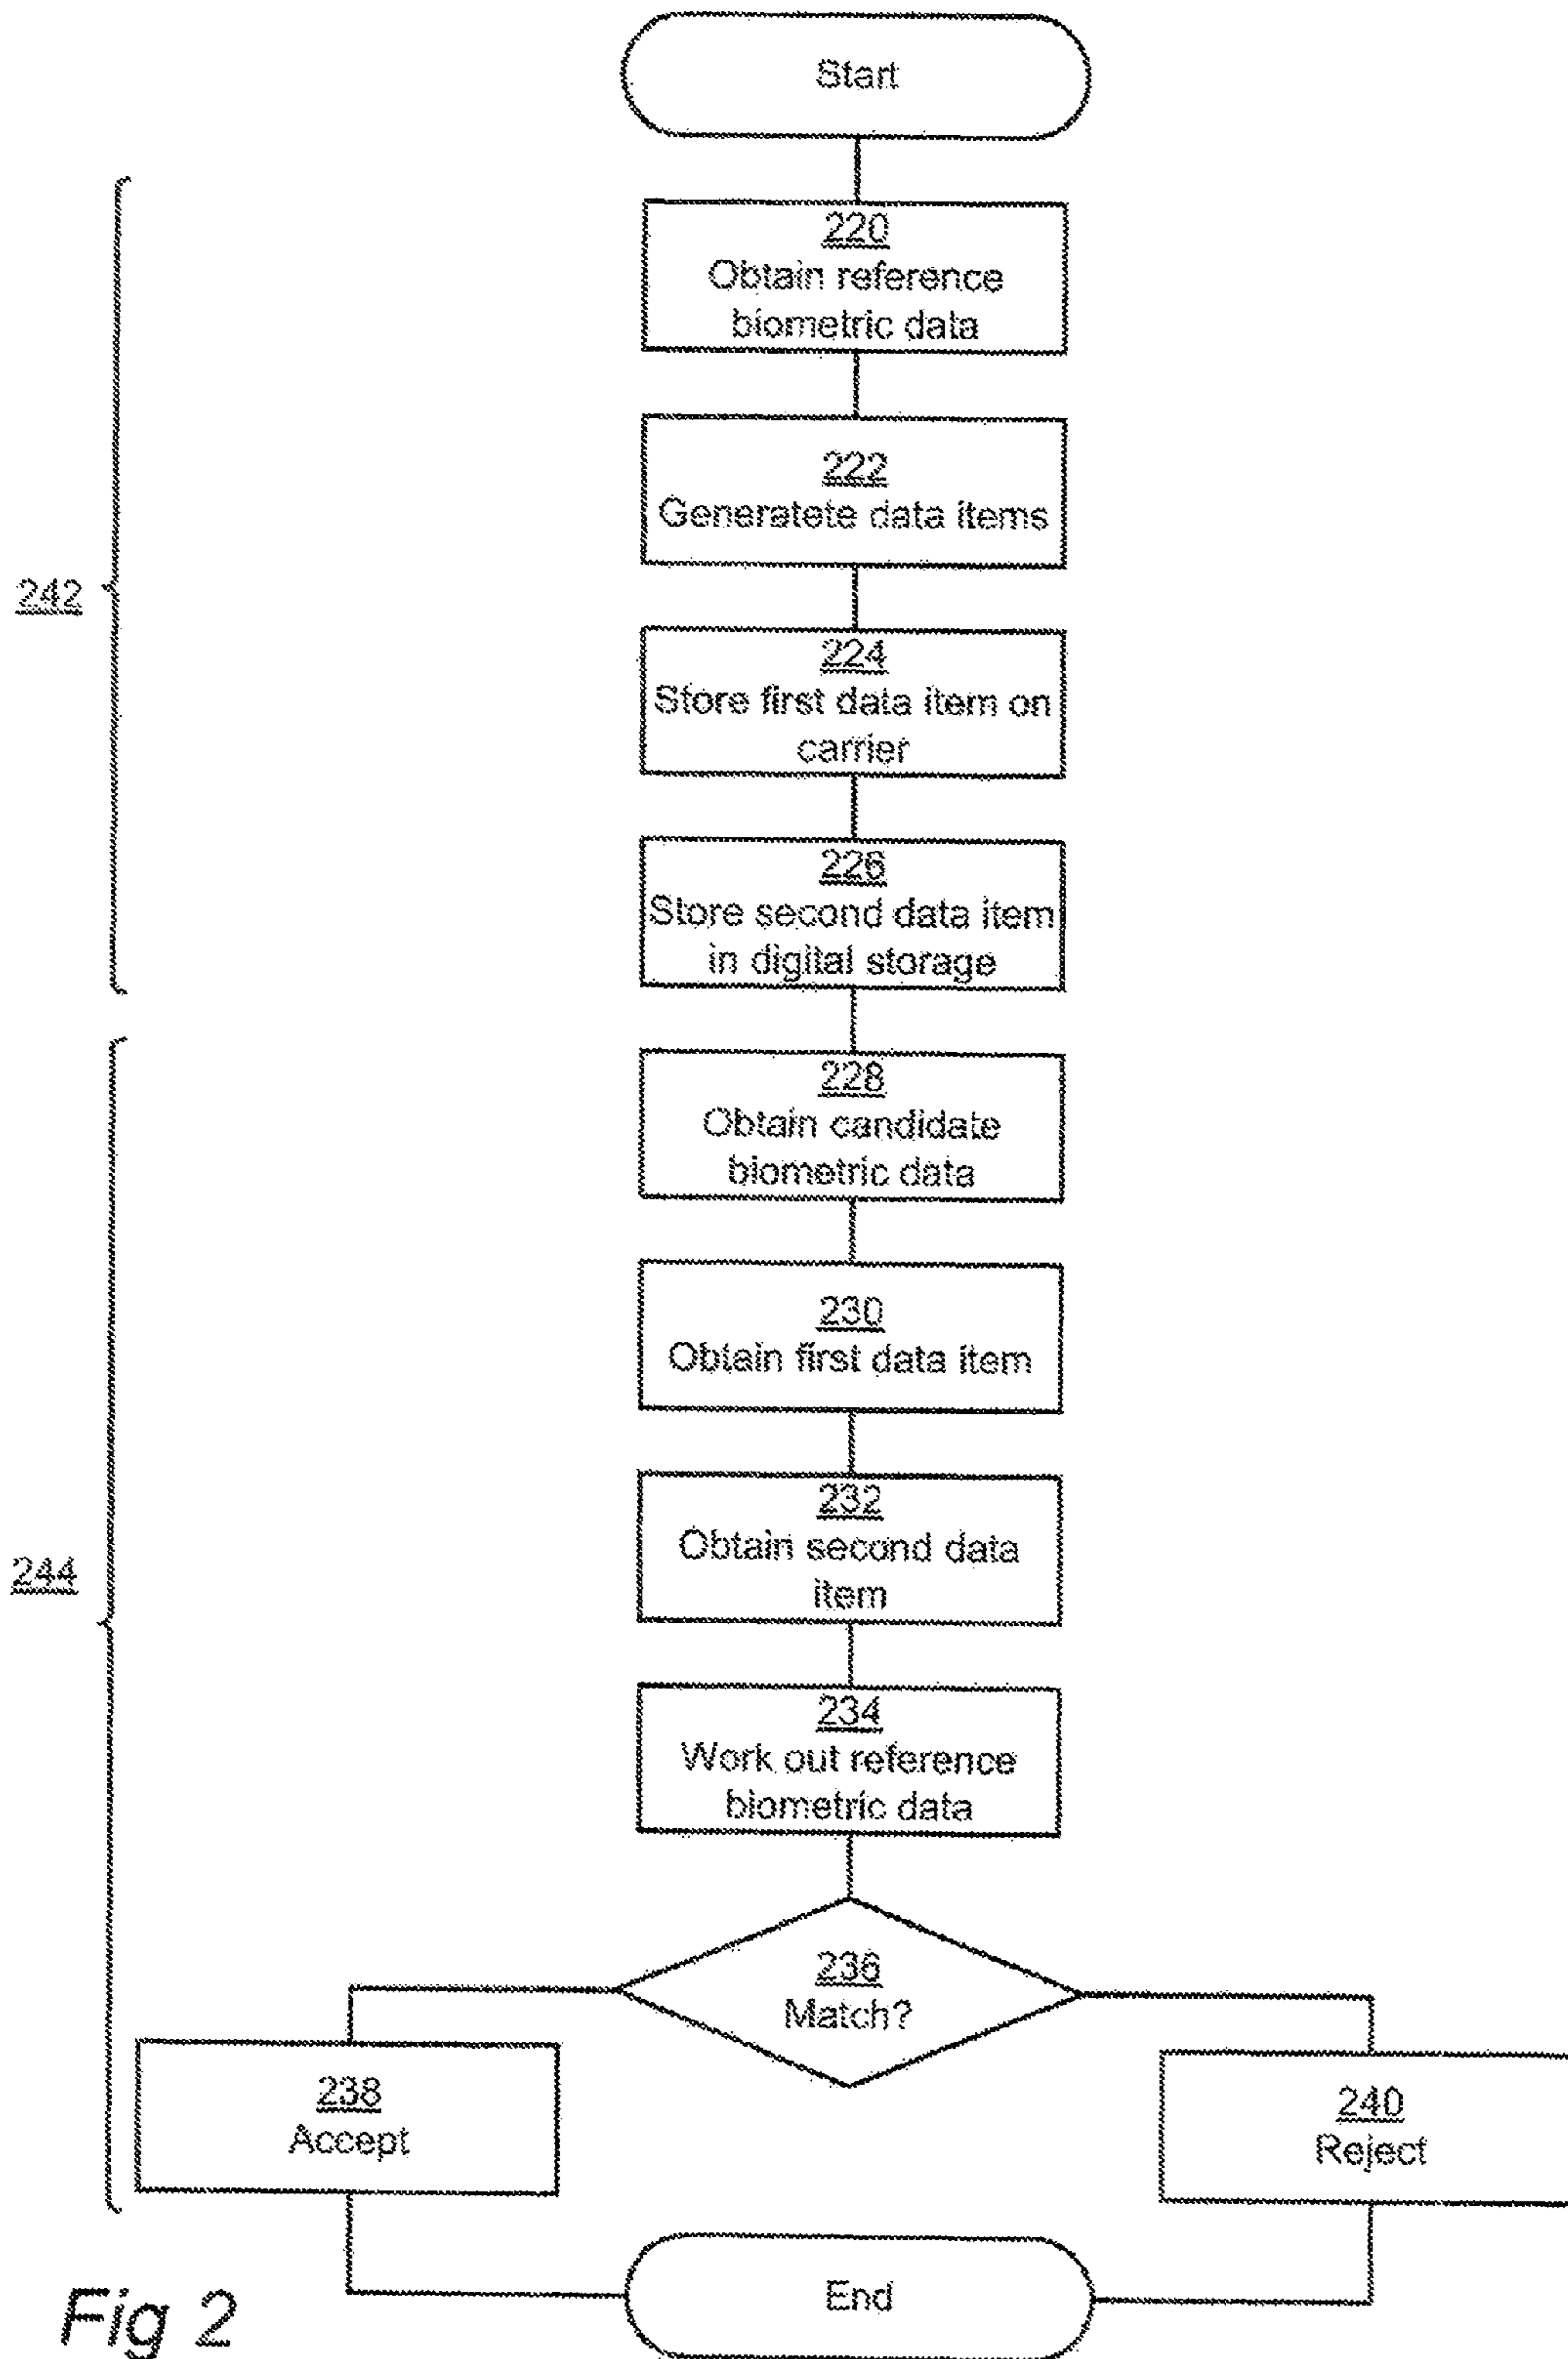 Start
220
Obtain reference
biometric data
222
Generatete data items
242
224
Store first data item on
carrier
226
Store second data item
in digital storage
228
Obtain candidate
biometric data
230
Obtain first data item
232
Obtain second data
item
244
234
Work out reference
biometric data
236
Match?
238
Accept
240
Reject
End
Fig 2